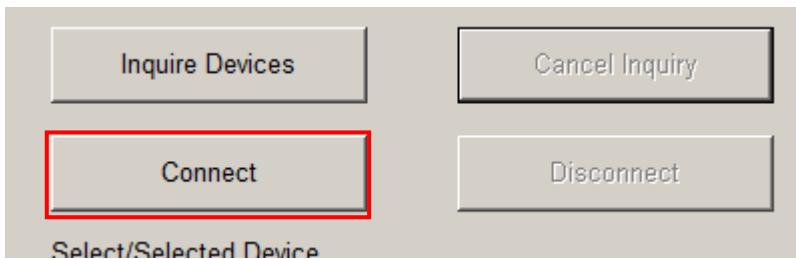 Inquire Devices
Cancel Inquiry
Connect
Disconnect
Select/Selected Device